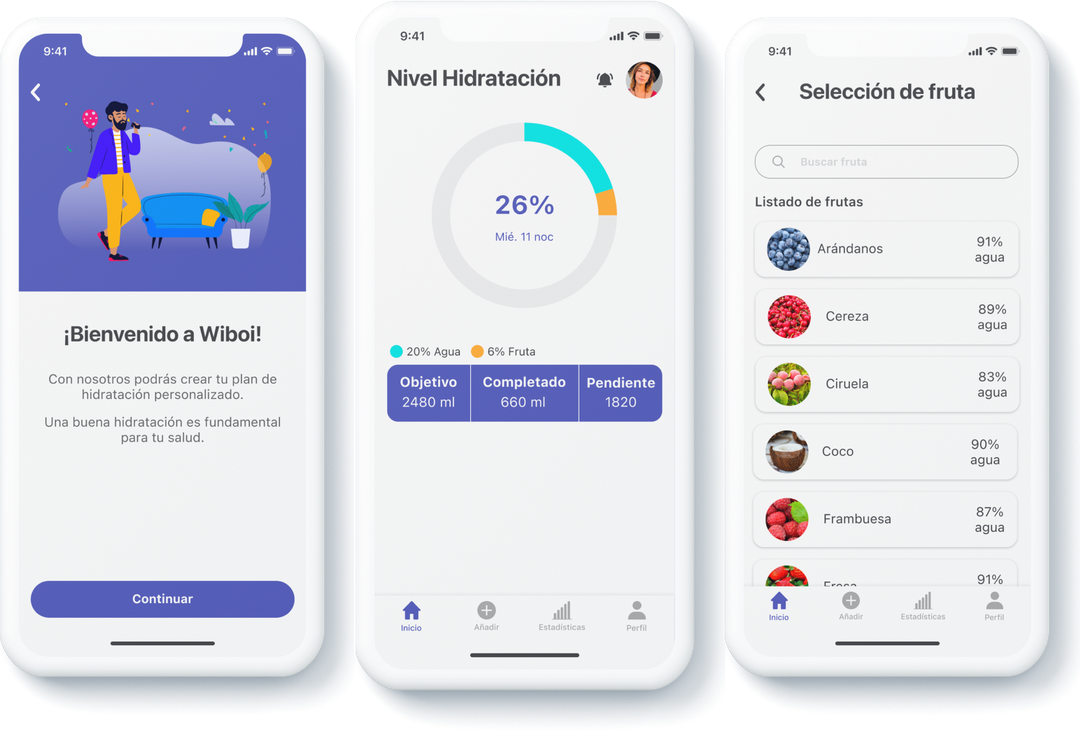 9:41
¡Bienvenido a Wiboi!
Con nosotros podrás crear tu plan de
hidratación personalizado.
Una buena hidratación es fundamental
para tu salud.
Continuar
9:41
Nivel Hidratación
26%
Mié. 11 noc
20% Agua 6% Fruta
Objetivo Completado Pendiente
2480 ml 660 ml 1820
Inicio Añadir Estadísticas Perfil
9:41
Selección de fruta
Buscar fruta
Listado de frutas
Arándanos 91%
agua
Cereza 89%
agua
Ciruela 83%
agua
Coco 90%
agua
Frambuesa 87%
agua
Fresa 91%
Inicio Añadir Estadísticas Perfil